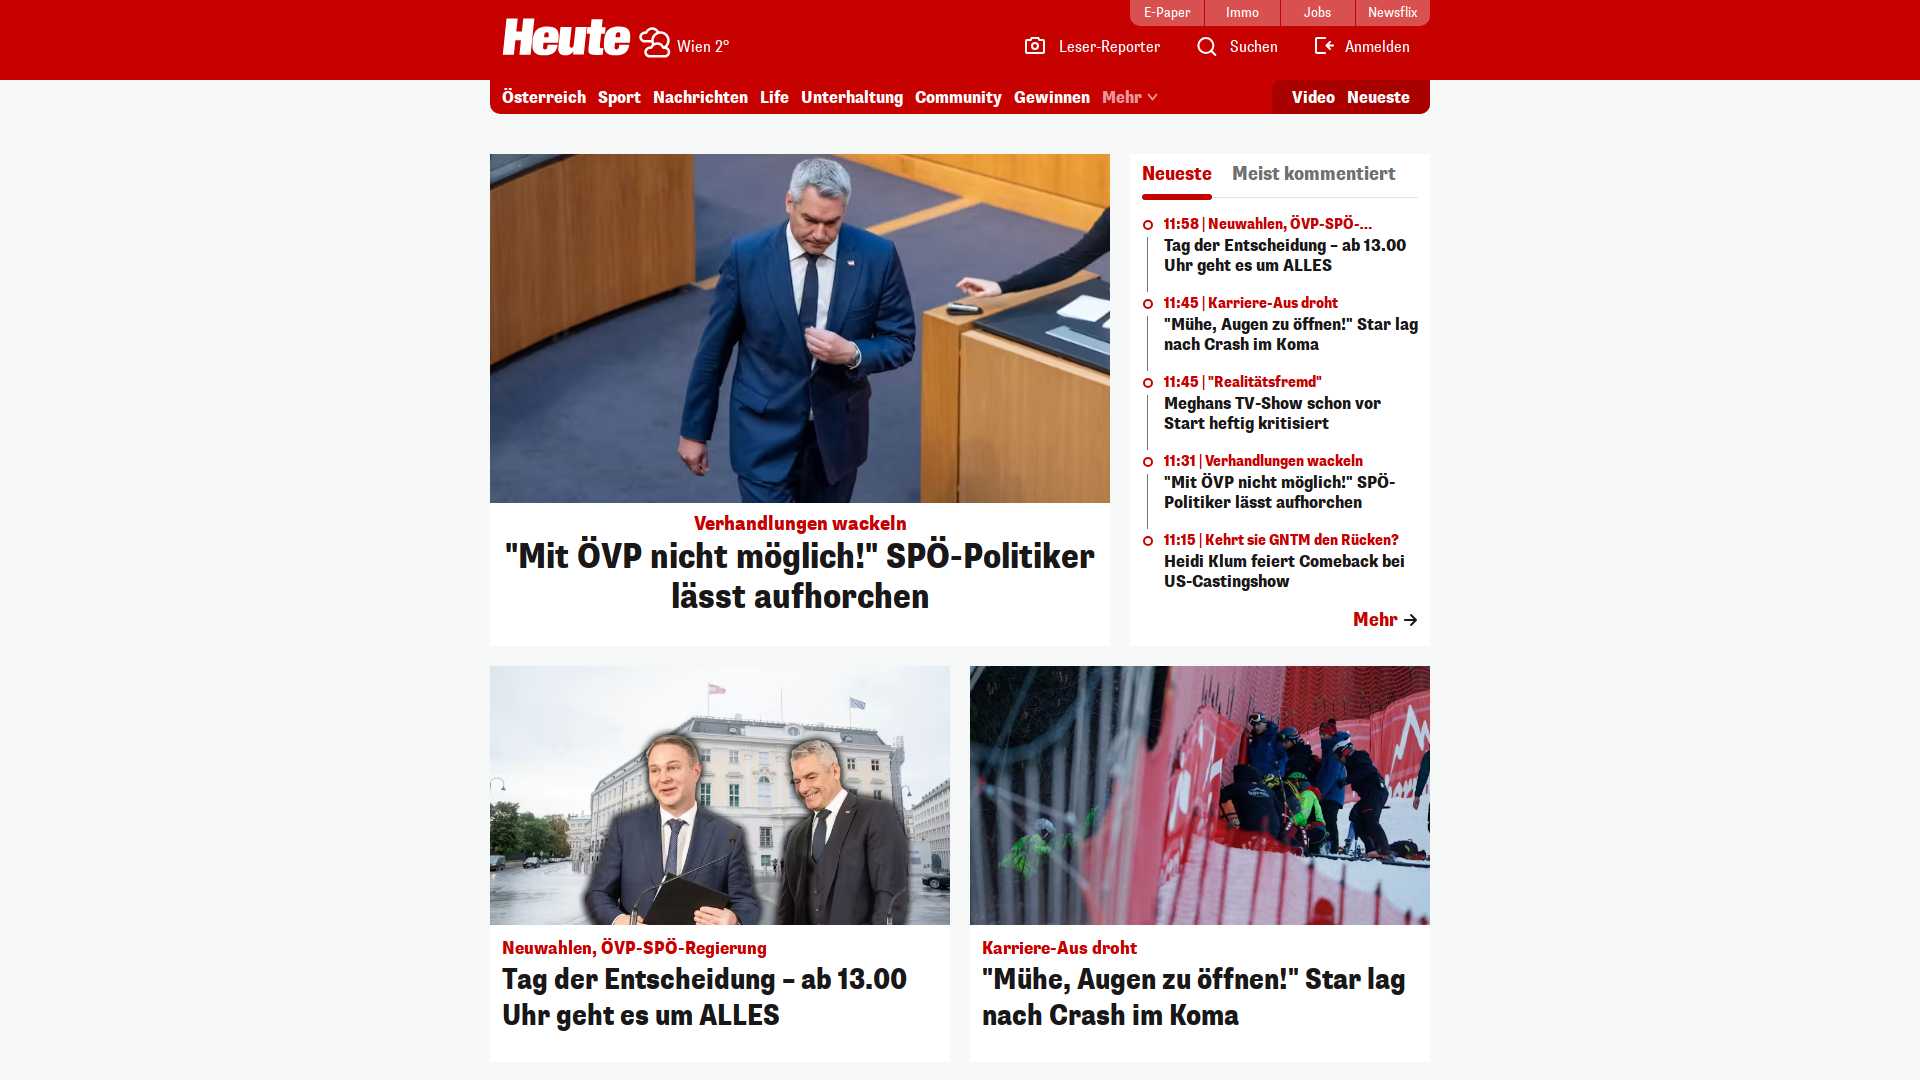 E-Paper
Immo
Jobs
Newsflix
Heute
Wien 2°
Leser-Reporter
Suchen
Anmelden
Österreich
Sport
Nachrichten
Life
Unterhaltung
Community
Gewinnen
Mehr
Video
Neueste
Verhandlungen wackeln
"Mit ÖVP nicht möglich!" SPÖ-Politiker
lässt aufhorchen
Neueste
Meist kommentiert
11:58 | Neuwahlen, ÖVP-SPÖ-...
Tag der Entscheidung – ab 13.00
Uhr geht es um ALLES
11:45 | Karriere-Aus droht
"Mühe, Augen zu öffnen!" Star lag
nach Crash im Koma
11:45 | "Realitätsfremd"
Meghans TV-Show schon vor
Start heftig kritisiert
11:31 | Verhandlungen wackeln
"Mit ÖVP nicht möglich!" SPÖ-
Politiker lässt aufhorchen
11:15 | Kehrt sie GNTM den Rücken?
Heidi Klum feiert Comeback bei
US-Castingshow
Mehr
Neuwahlen, ÖVP-SPÖ-Regierung
Tag der Entscheidung – ab 13.00
Uhr geht es um ALLES
Karriere-Aus droht
"Mühe, Augen zu öffnen!" Star lag
nach Crash im Koma